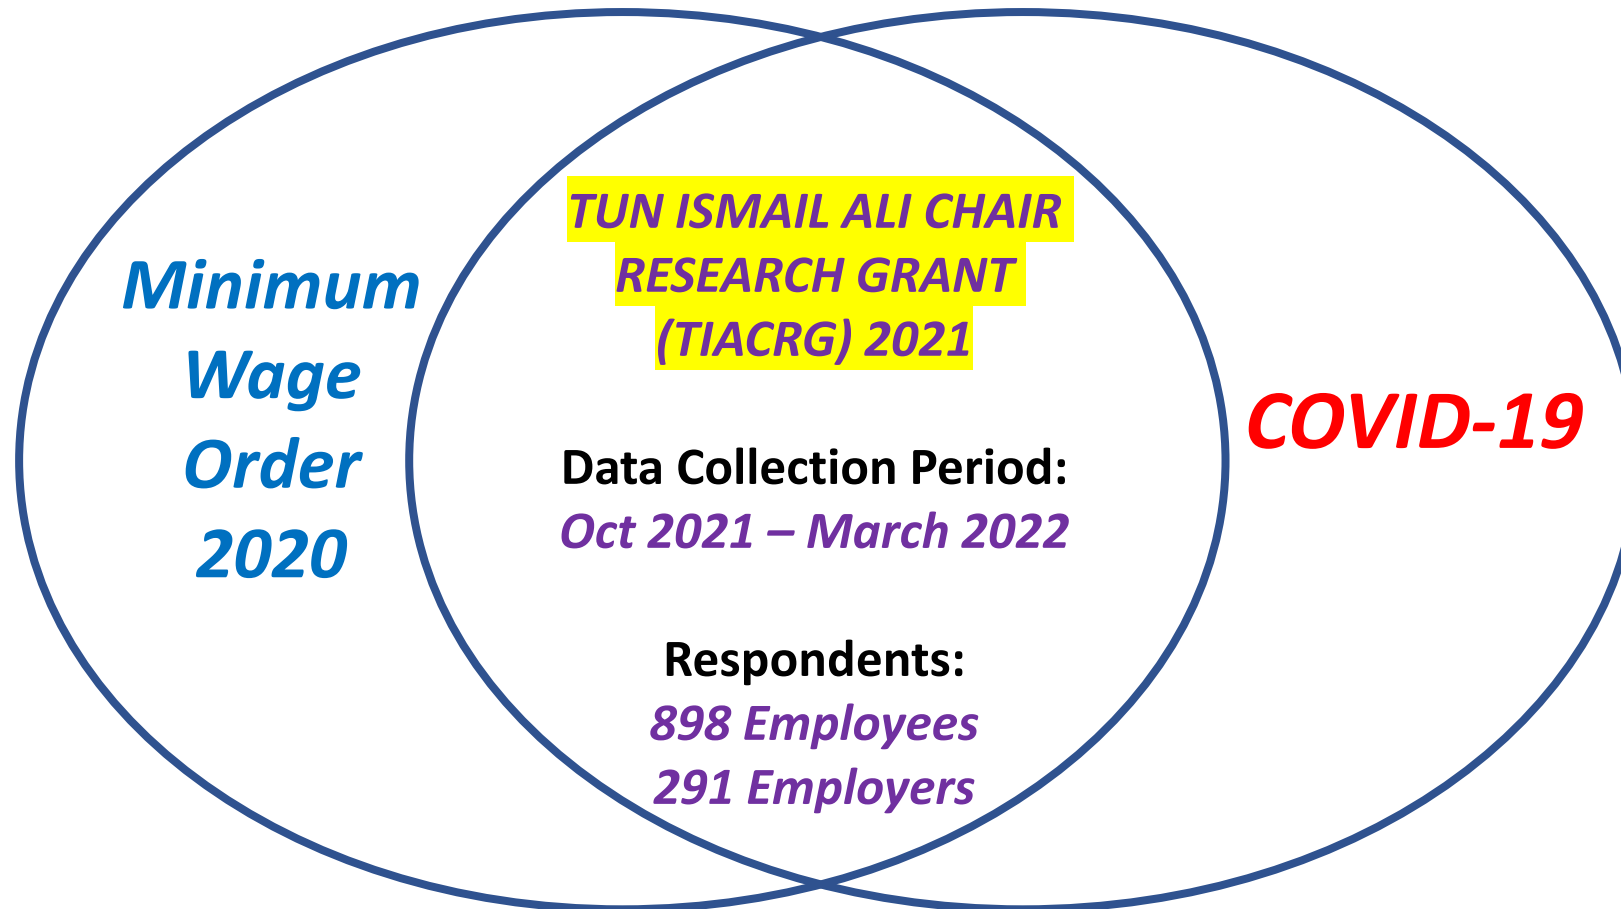 Minimum
Wage
Order
2020
TUN ISMAIL ALI CHAIR
RESEARCH GRANT
(TIACRG) 2021
Data Collection Period:
Oct 2021 – March 2022
Respondents:
898 Employees
291 Employers
COVID-19